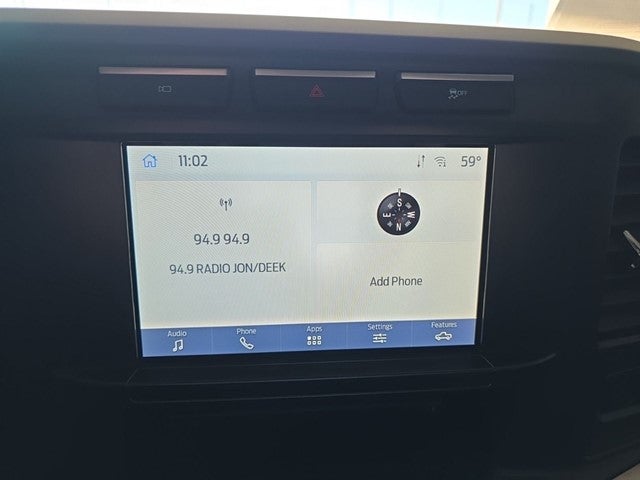 OFF
11:02
59°
94.9 94.9
94.9 RADIO JON/DEEK
S
E W
N
Add Phone
Audio
Phone
Apps
Settings
Features